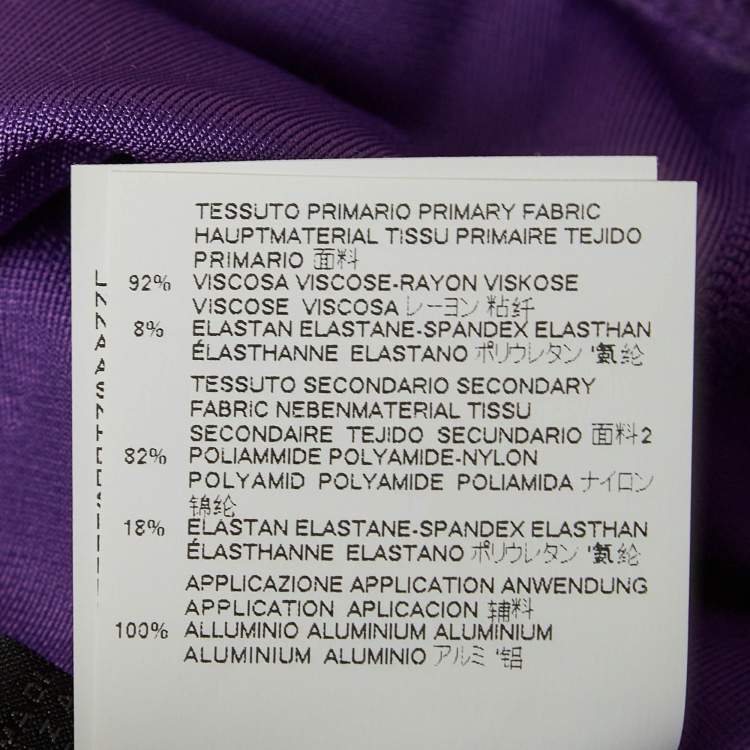 TESSUTO PRIMARIO PRIMARY FABRIC
HAUPTMATERIAL TISSU PRIMAIRE TEJIDO
PRIMARIO 面料
92% VISCOSA VISCOSE-RAYON VISKOSE
VISCOSE VISCOSA レーヨン 粘纤
8% ELASTAN ELASTANE-SPANDEX ELASTHAN
ÉLASTHANNE ELASTANO ポリウレタン '氨纶
TESSUTO SECONDARIO SECONDARY
FABRIC NEBENMATERIAL TISSU
SECONDAIRE TEJIDO SECUNDARIO 面料2
82% POLIAMMIDE POLYAMIDE-NYLON
POLYAMID POLYAMIDE POLIAMIDA ナイロン
锦纶
18% ELASTAN ELASTANE-SPANDEX ELASTHAN
ÉLASTHANNE ELASTANO ポリウレタン '氨纶
APPLICAZIONE APPLICATION ANWENDUNG
APPLICATION APLICACION 辅料
100% ALLUMINIO ALUMINIUM ALUMINIUM
ALUMINIUM ALUMINIO アルミ '铝